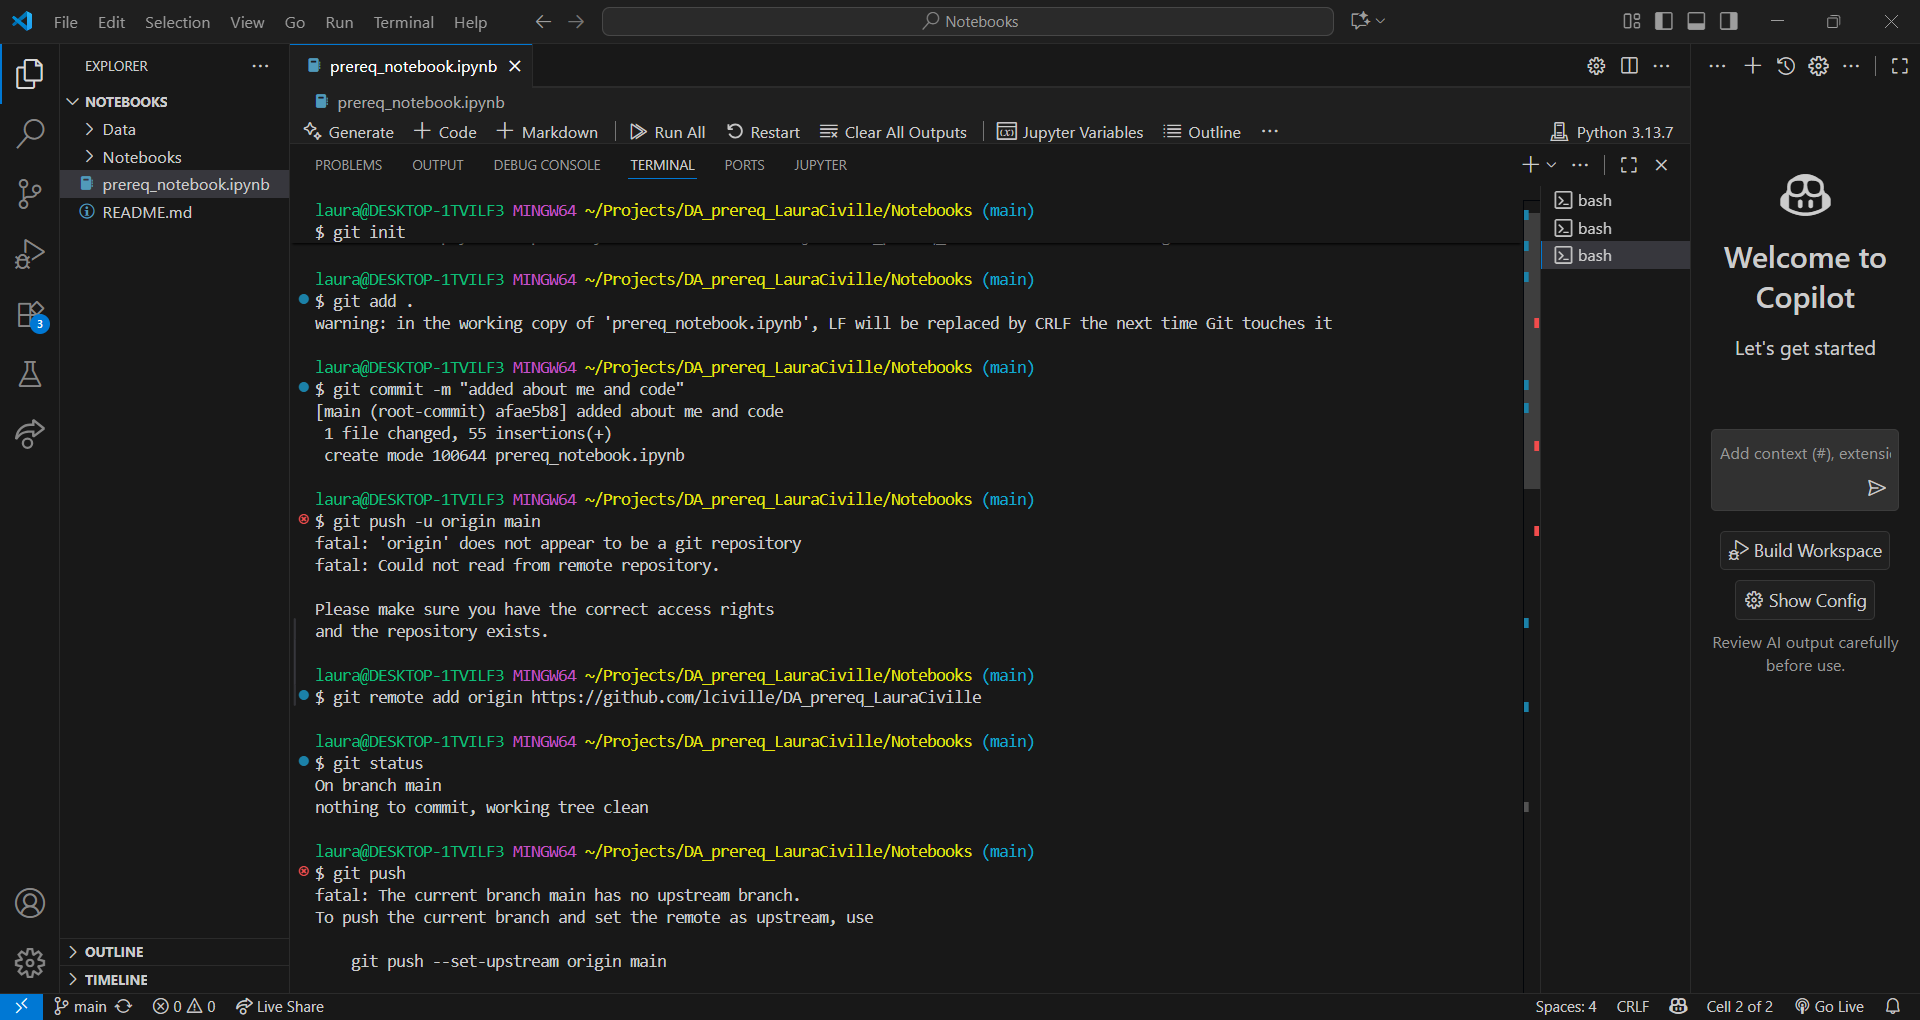 File Edit Selection View Go Run Terminal Help
Notebooks
EXPLORER
NOTEBOOKS
Data
Notebooks
prereq_notebook.ipynb
README.md
OUTLINE
TIMELINE
3
prereq_notebook.ipynb
prereq_notebook.ipynb
Generate Code Markdown Run All Restart Clear All Outputs Jupyter Variables Outline
Python 3.13.7
PROBLEMS OUTPUT DEBUG CONSOLE TERMINAL PORTS JUPYTER
laura@DESKTOP-1TVILF3 MINGW64 ~/Projects/DA_prereq_LauraCiville/Notebooks (main)
$ git init
laura@DESKTOP-1TVILF3 MINGW64 ~/Projects/DA_prereq_LauraCiville/Notebooks (main)
$ git add .
warning: in the working copy of 'prereq_notebook.ipynb', LF will be replaced by CRLF the next time Git touches it
laura@DESKTOP-1TVILF3 MINGW64 ~/Projects/DA_prereq_LauraCiville/Notebooks (main)
$ git commit -m "added about me and code"
[main (root-commit) afae5b8] added about me and code
1 file changed, 55 insertions(+)
create mode 100644 prereq_notebook.ipynb
laura@DESKTOP-1TVILF3 MINGW64 ~/Projects/DA_prereq_LauraCiville/Notebooks (main)
$ git push -u origin main
fatal: 'origin' does not appear to be a git repository
fatal: Could not read from remote repository.
Please make sure you have the correct access rights
and the repository exists.
laura@DESKTOP-1TVILF3 MINGW64 ~/Projects/DA_prereq_LauraCiville/Notebooks (main)
$ git remote add origin https://github.com/lciville/DA_prereq_LauraCiville
laura@DESKTOP-1TVILF3 MINGW64 ~/Projects/DA_prereq_LauraCiville/Notebooks (main)
$ git status
On branch main
nothing to commit, working tree clean
laura@DESKTOP-1TVILF3 MINGW64 ~/Projects/DA_prereq_LauraCiville/Notebooks (main)
$ git push
fatal: The current branch main has no upstream branch.
To push the current branch and set the remote as upstream, use
git push --set-upstream origin main
bash
bash
bash
Welcome to
Copilot
Let's get started
Add context (#), extensi
Build Workspace
Show Config
Review AI output carefully
before use.
main 0 0 Live Share
Spaces: 4 CRLF Cell 2 of 2 Go Live